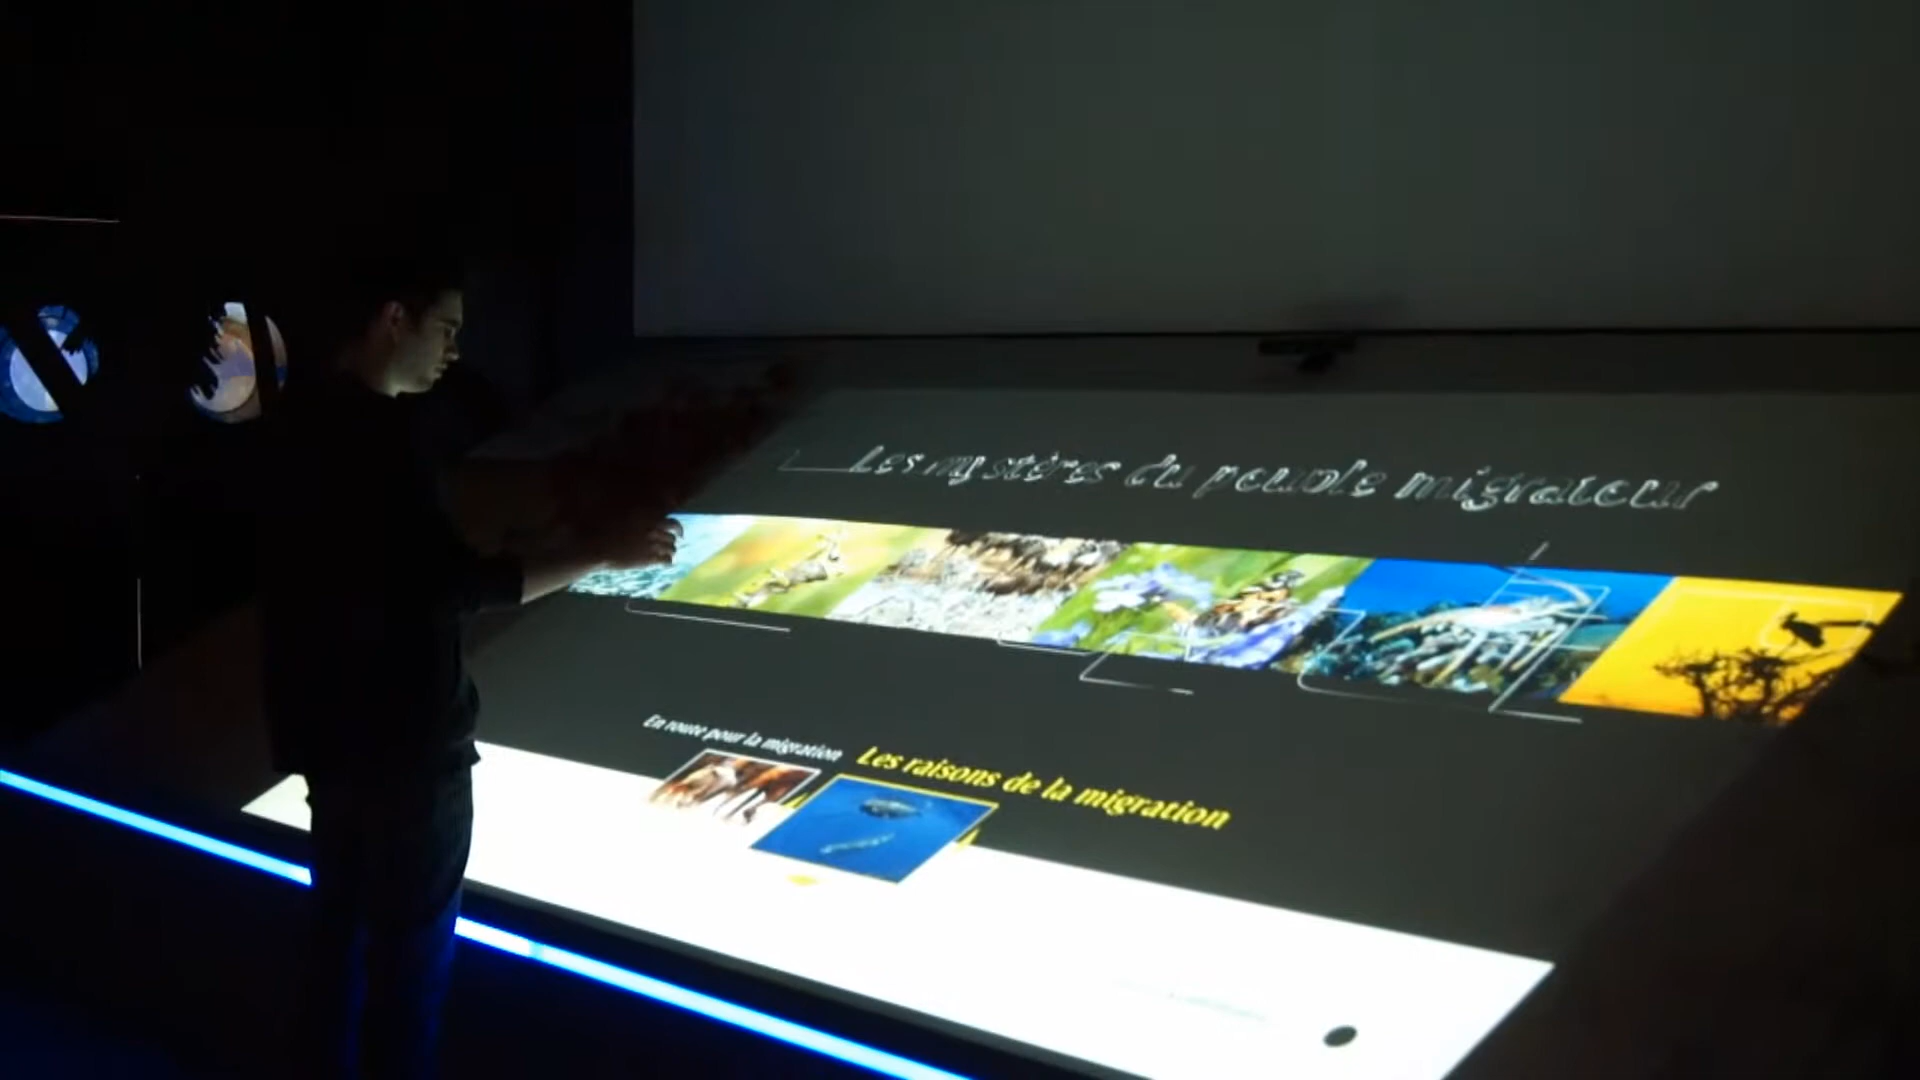 Les mystères du peuple migrateur
En route pour la migration
Les raisons de la migration